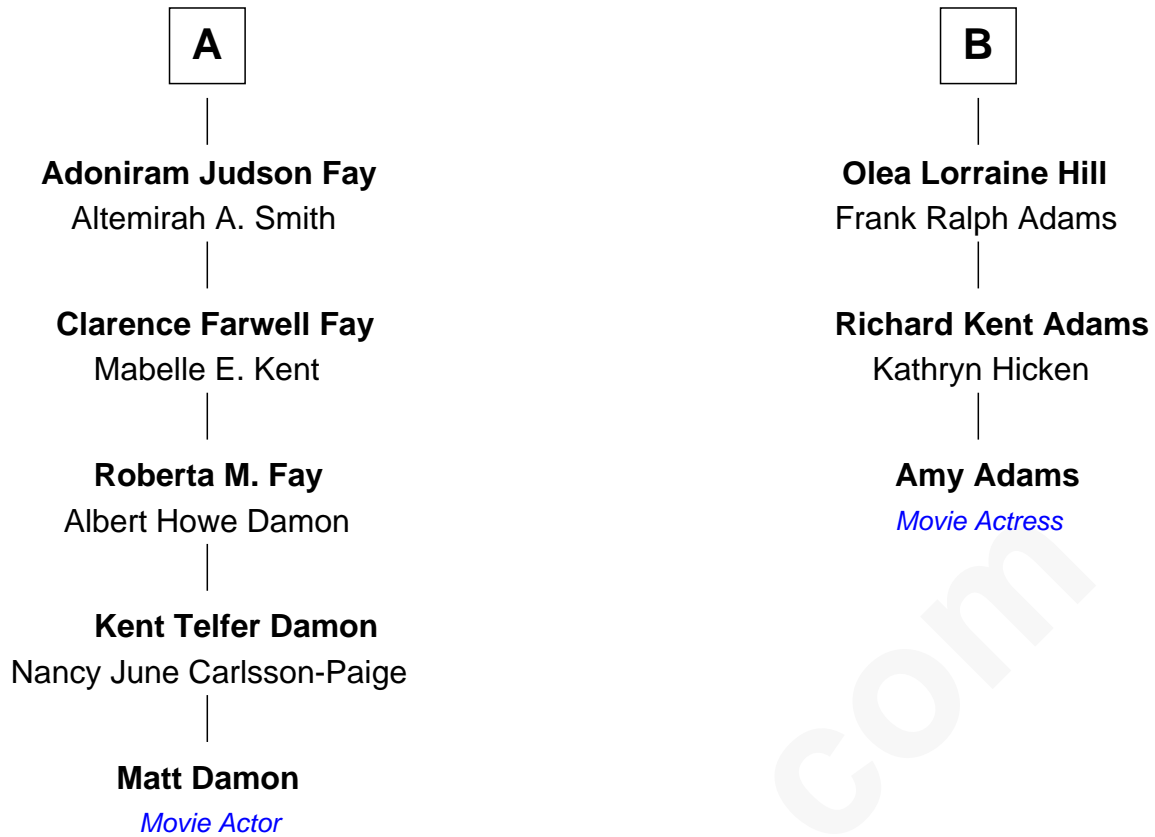 A
Adoniram Judson Fay
Altemirah A. Smith
Clarence Farwell Fay
Mabelle E. Kent
Roberta M. Fay
Albert Howe Damon
Kent Telfer Damon
Nancy June Carlsson-Paige
Matt Damon
Movie Actor
B
Olea Lorraine Hill
Frank Ralph Adams
Richard Kent Adams
Kathryn Hicken
Amy Adams
Movie Actress
com